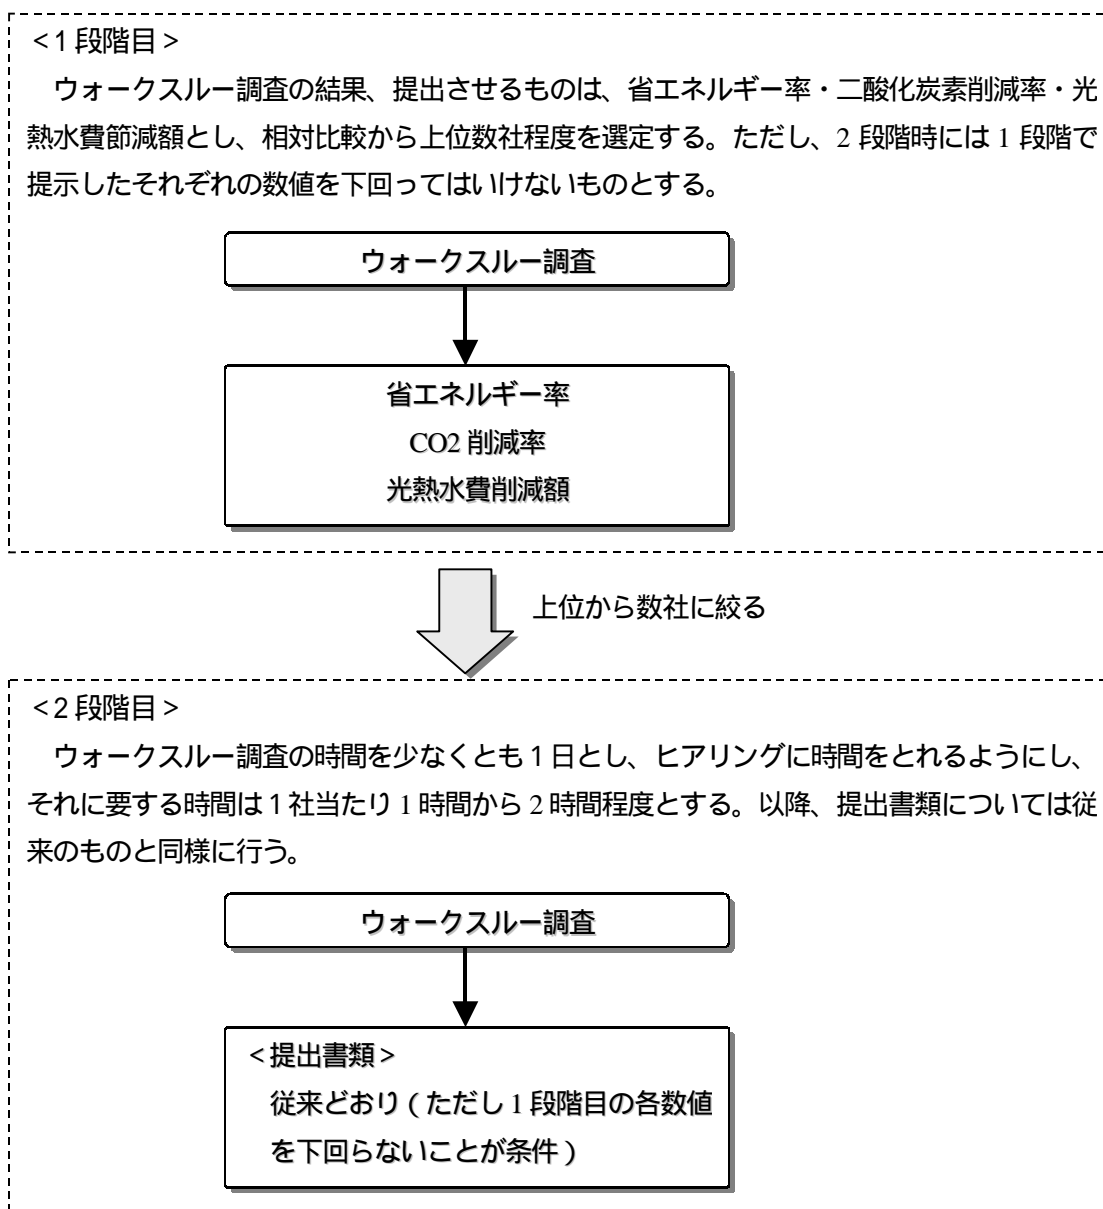 <1段階目>
ウォークスルー調査の結果、提出させるものは、省エネルギー率・二酸化炭素削減率・光
熱水費節減額とし、相対比較から上位数社程度を選定する。ただし、2 段階時には 1 段階で
提示したそれぞれの数値を下回ってはいけないものとする。
ウォークスルー調査
省エネルギー率
CO2 削減率
光熱水費削減額
上位から数社に絞る
<2段階目>
ウォークスルー調査の時間を少なくとも1日とし、ヒアリングに時間をとれるようにし、
それに要する時間は1社当たり 1 時間から 2 時間程度とする。以降、提出書類については従
来のものと同様に行う。
ウォークスルー調査
<提出書類>
従来どおり(ただし 1 段階目の各数値
を下回らないことが条件)